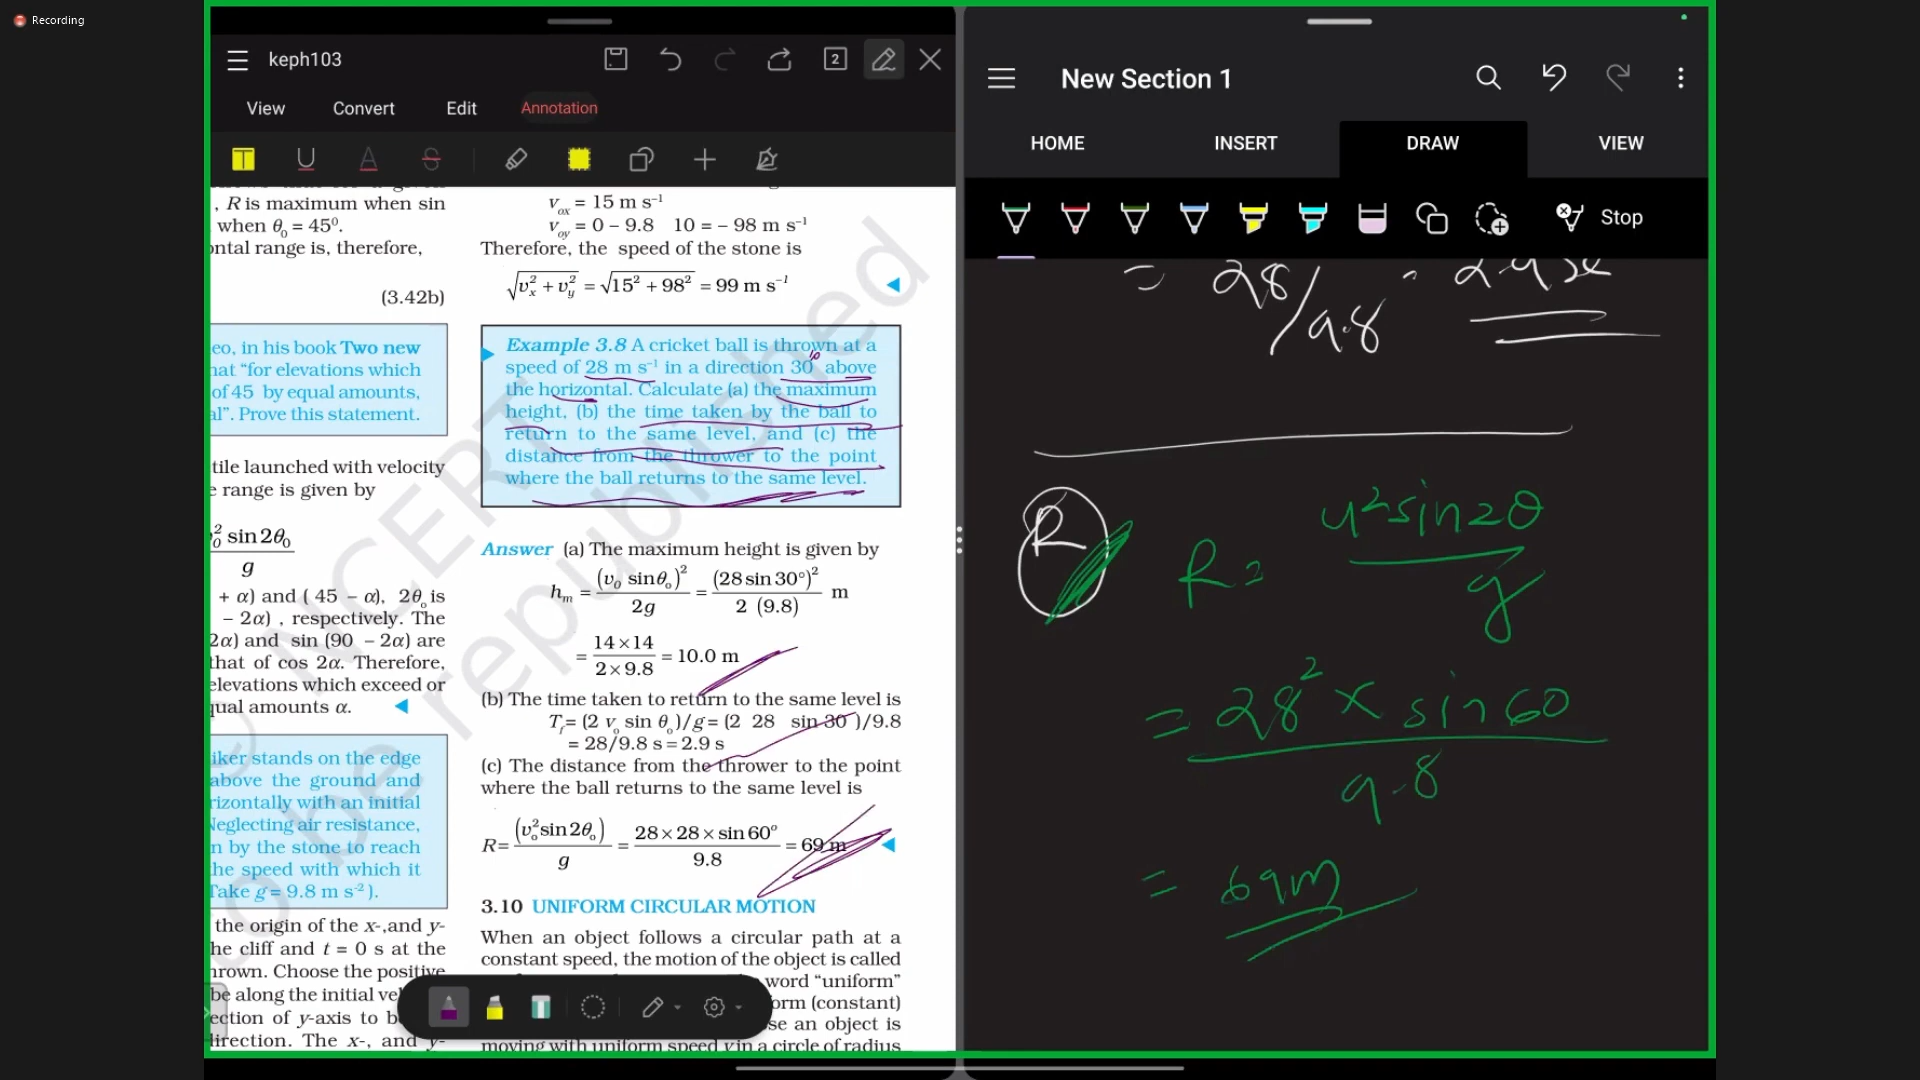 Recording
keph103
2
View Convert Edit Annotation
, R is maximum when sin
when θ₀ = 45⁰.
ntal range is, therefore,
(3.42b)
eo, in his book Two new
hat “for elevations which
of 45 by equal amounts,
al”. Prove this statement.
tile launched with velocity
e range is given by
² sin 2θ₀
g
+ α) and ( 45 – α), 2θ₀ is
– 2α) , respectively. The
2α) and sin (90 – 2α) are
that of cos 2α. Therefore,
elevations which exceed or
qual amounts α.
iker stands on the edge
above the ground and
rizontally with an initial
Neglecting air resistance,
n by the stone to reach
he speed with which it
Take g = 9.8 m s⁻² ).
the origin of the x-,and y-
he cliff and t = 0 s at the
hrown. Choose the positive
be along the initial ve
ection of y-axis to b
direction. The x-, and y-
v_ox = 15 m s⁻¹
v_oy = 0 – 9.8 10 = – 98 m s⁻¹
Therefore, the speed of the stone is
√(v_x² + v_y²) = √(15² + 98²) = 99 m s⁻¹
Example 3.8 A cricket ball is thrown at a
speed of 28 m s⁻¹ in a direction 30 above
the horizontal. Calculate (a) the maximum
height, (b) the time taken by the ball to
return to the same level, and (c) the
distance from the thrower to the point
where the ball returns to the same level.
Answer (a) The maximum height is given by
h_m = (v₀ sinθ₀)² / 2g = (28 sin 30°)² / 2 (9.8) m
= 14×14 / 2×9.8 = 10.0 m
(b) The time taken to return to the same level is
T_f = (2 v₀ sin θ₀)/g = (2 28 sin 30 )/9.8
= 28/9.8 s = 2.9 s
(c) The distance from the thrower to the point
where the ball returns to the same level is
R = (v₀² sin 2θ₀) / g = 28 × 28 × sin 60° / 9.8 = 69 m
3.10 UNIFORM CIRCULAR MOTION
When an object follows a circular path at a
constant speed, the motion of the object is called
word “uniform”
orm (constant)
se an object is
moving with uniform speed v in a circle of radius
NCERT
o be republished
New Section 1
HOME INSERT DRAW VIEW
Stop
= 28/9.8
R
R = u² sin 2θ / g
= 28² × sin 60 / 9.8
= 69m